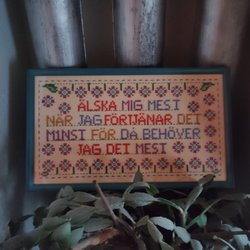 ÄLSKA MIG MEST
NÄR JAG FÖRTJÄNAR DET
MINST FÖR DÅ BEHÖVER
JAG DET MEST